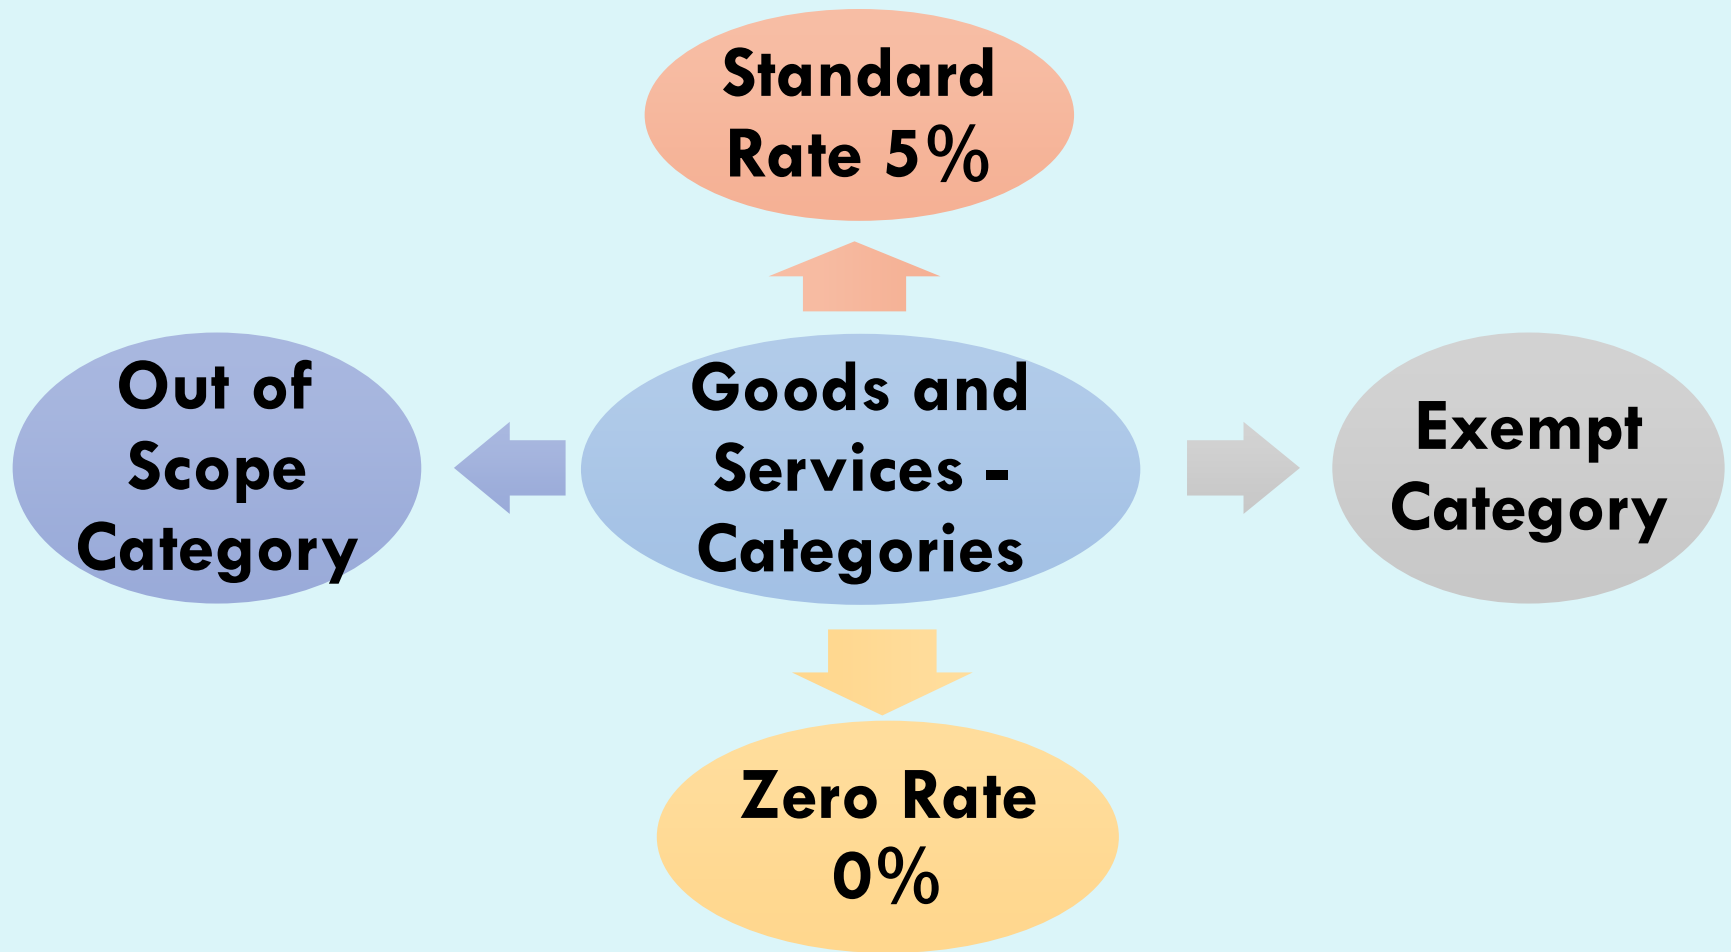 Standard
Rate 5%
Out of
Scope
Category
Goods and
Services -
Categories
Exempt
Category
Zero Rate
0%